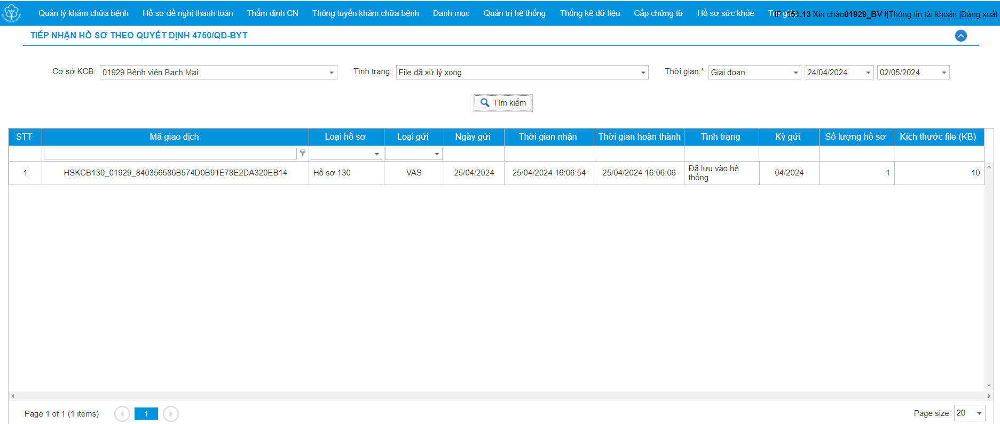 Quản lý khám chữa bệnh Hồ sơ đề nghị thanh toán Thẩm định CN Thông tuyến khám chữa bệnh Danh mục Quản trị hệ thống Thống kê dữ liệu Cấp chứng từ Hồ sơ sức khỏe 151.13 Xin chào01929_BV !|Thông tin tài khoản |Đăng xuất
TIẾP NHẬN HỒ SƠ THEO QUYẾT ĐỊNH 4750/QĐ-BYT
Cơ sở KCB: 01929 Bệnh viện Bạch Mai Tình trạng: File đã xử lý xong Thời gian:* Giai đoạn 24/04/2024 02/05/2024
Tìm kiếm
STT Mã giao dịch Loại hồ sơ Loại gửi Ngày gửi Thời gian nhận Thời gian hoàn thành Tình trạng Kỳ gửi Số lượng hồ sơ Kích thước file (KB)
1 HSKCB130_01929_840356586B574D0B91E78E2DA320EB14 Hồ sơ 130 VAS 25/04/2024 25/04/2024 16:06:54 25/04/2024 16:06:06 Đã lưu vào hệ 04/2024 1 10
thống
Page 1 of 1 (1 items) 1 Page size: 20